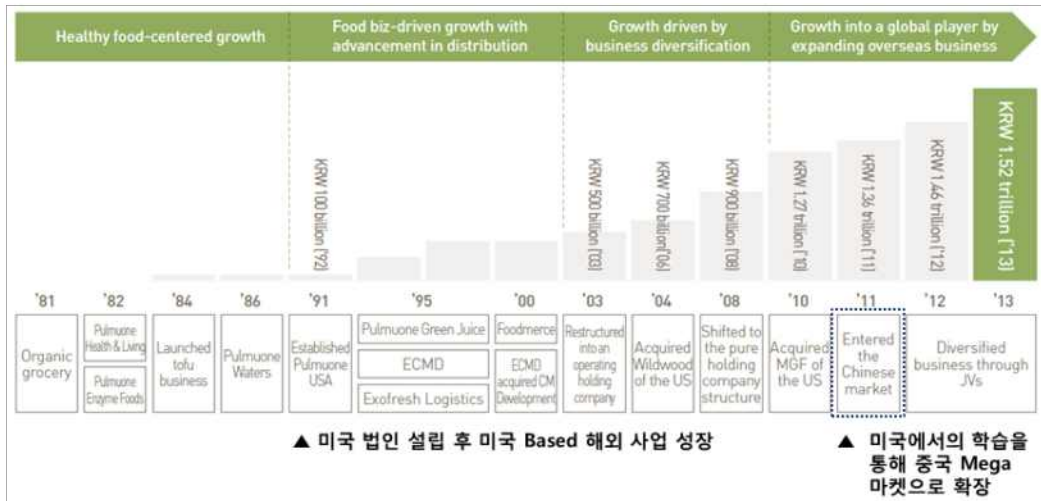 Healthy food-centered growth
Food biz-driven growth with
advancement in distribution
Growth driven by
business diversification
Growth into a global player by
expanding overseas business
KRW 100 billion ('92)
KRW 500 billion ('03)
KRW 700 billion('06)
KRW 900 billion ('08)
KRW 1.27 trillion ('10)
KRW 1.36 trillion ('11)
KRW 1.46 trillion ('12)
KRW 1.52 trillion ('13)
'81
'82
'84
'86
'91
'95
'00
'03
'04
'08
'10
'11
'12
'13
Organic
grocery
Pulmuone
Health & Living
Pulmuone
Enzyme Foods
Launched
tofu
business
Pulmuone
Waters
Established
Pulmuone
USA
Pulmuone Green Juice
ECMD
Exofresh Logistics
Foodmerce
ECMD
acquired CM
Development
Restructured
into an
operating
holding
company
Acquired
Wildwood
of the US
Shifted to
the pure
holding
company
structure
Acquired
MGF of
the US
Entered
the
Chinese
market
Diversified
business through
JVs
▲ 미국 법인 설립 후 미국 Based 해외 사업 성장
▲ 미국에서의 학습을
통해 중국 Mega
마켓으로 확장